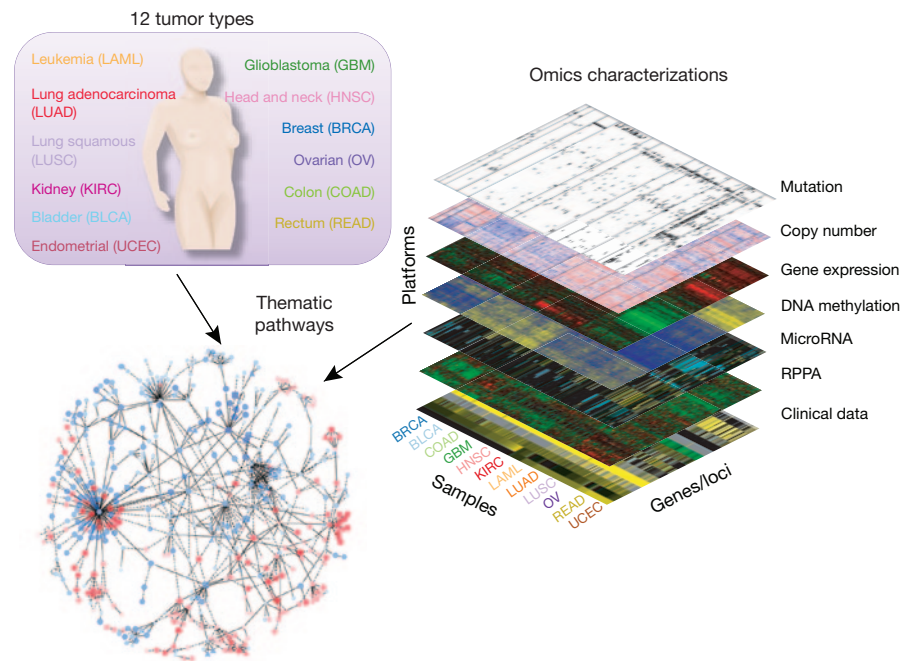 12 tumor types
Leukemia (LAML)
Lung adenocarcinoma
(LUAD)
Lung squamous
(LUSC)
Kidney (KIRC)
Bladder (BLCA)
Endometrial (UCEC)
Glioblastoma (GBM)
Head and neck (HNSC)
Breast (BRCA)
Ovarian (OV)
Colon (COAD)
Rectum (READ)
Thematic
pathways
Omics characterizations
Platforms
Mutation
Copy number
Gene expression
DNA methylation
MicroRNA
RPPA
Clinical data
BRCA
BLCA
COAD
GBM
HNSC
KIRC
LAML
LUAD
LUSC
OV
READ
UCEC
Samples
Genes/loci